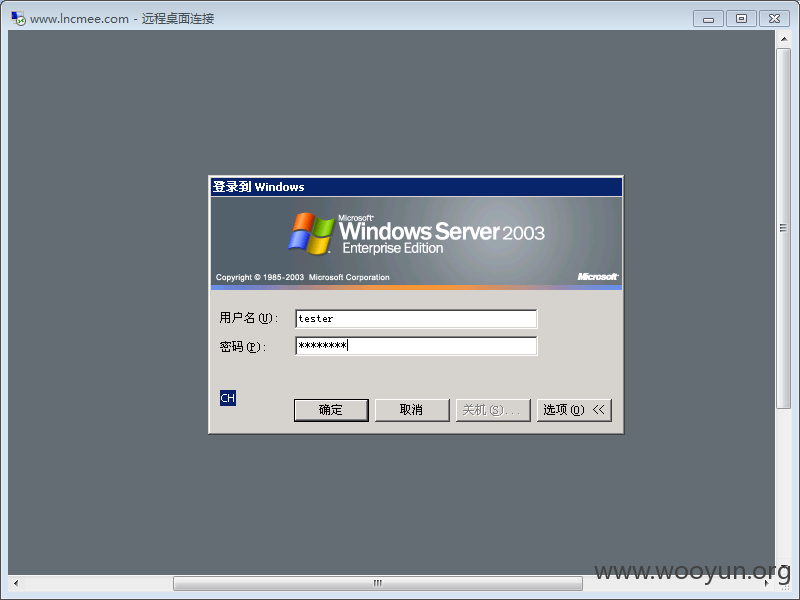 www.lncmee.com - 远程桌面连接
登录到 Windows
Microsoft®
Windows Server 2003
Enterprise Edition
Copyright © 1985-2003 Microsoft Corporation
Microsoft
用户名(U):
tester
密码(P):
********
CH
确定
取消
关机(S)...
选项(O) <<
www.wooyun.org